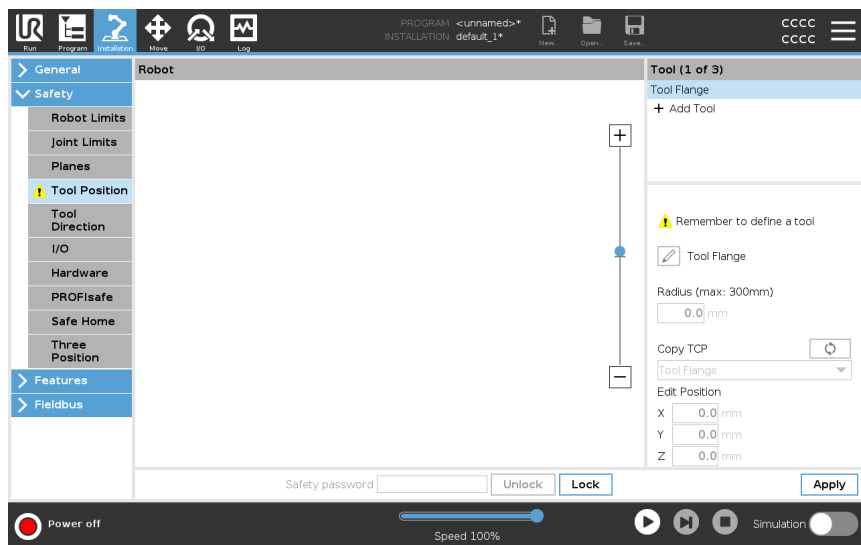 UR
Run
Program
Installation
Move
I/O
Log
PROGRAM <unnamed>*
INSTALLATION default_1*
New...
Open...
Save...
CCCC
CCCC
General
Safety
Robot Limits
Joint Limits
Planes
Tool Position
Tool
Direction
I/O
Hardware
PROFIsafe
Safe Home
Three
Position
Features
Fieldbus
Robot
Tool (1 of 3)
Tool Flange
+ Add Tool
Remember to define a tool
Tool Flange
Radius (max: 300mm)
0.0 mm
Copy TCP
Tool Flange
Edit Position
X 0.0 mm
Y 0.0 mm
Z 0.0 mm
Safety password
Unlock
Lock
Apply
Power off
Speed 100%
Simulation